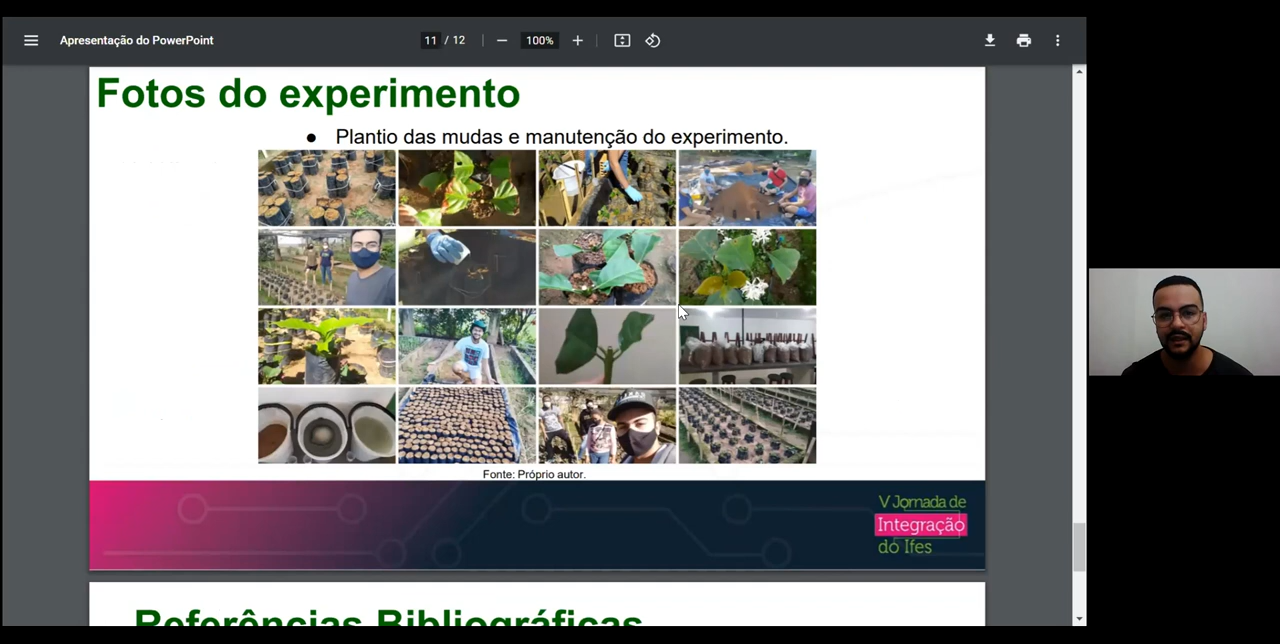 Apresentação do PowerPoint
11 / 12
100%
Fotos do experimento
● Plantio das mudas e manutenção do experimento.
Fonte: Próprio autor.
V Jornada de
Integração
do Ifes
Referências Bibliográficas